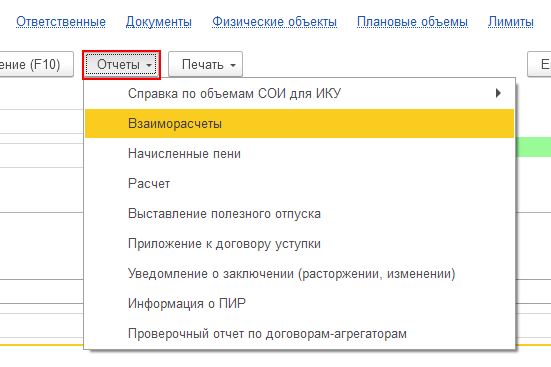 Ответственные Документы Физические объекты Плановые объемы Лимиты
ение (F10) Отчеты Печать Е
Справка по объемам СОИ для ИКУ
Взаиморасчеты
Начисленные пени
Расчет
Выставление полезного отпуска
Приложение к договору уступки
Уведомление о заключении (расторжении, изменении)
Информация о ПИР
Проверочный отчет по договорам-агрегаторам